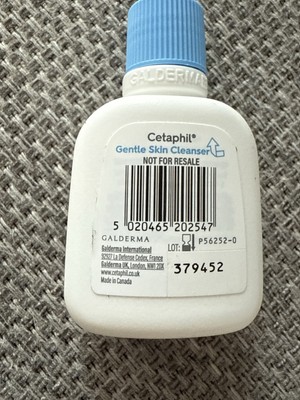 GALDERMA
Cetaphil®
Gentle Skin Cleanser
NOT FOR RESALE
5 020465 202547
GALDERMA
Galderma International
92927 La Defense Cedex, France
Galderma UK, London, NW1 2DX
www.cetaphil.co.uk
Made in Canada
LOT:
P56252-0
379452